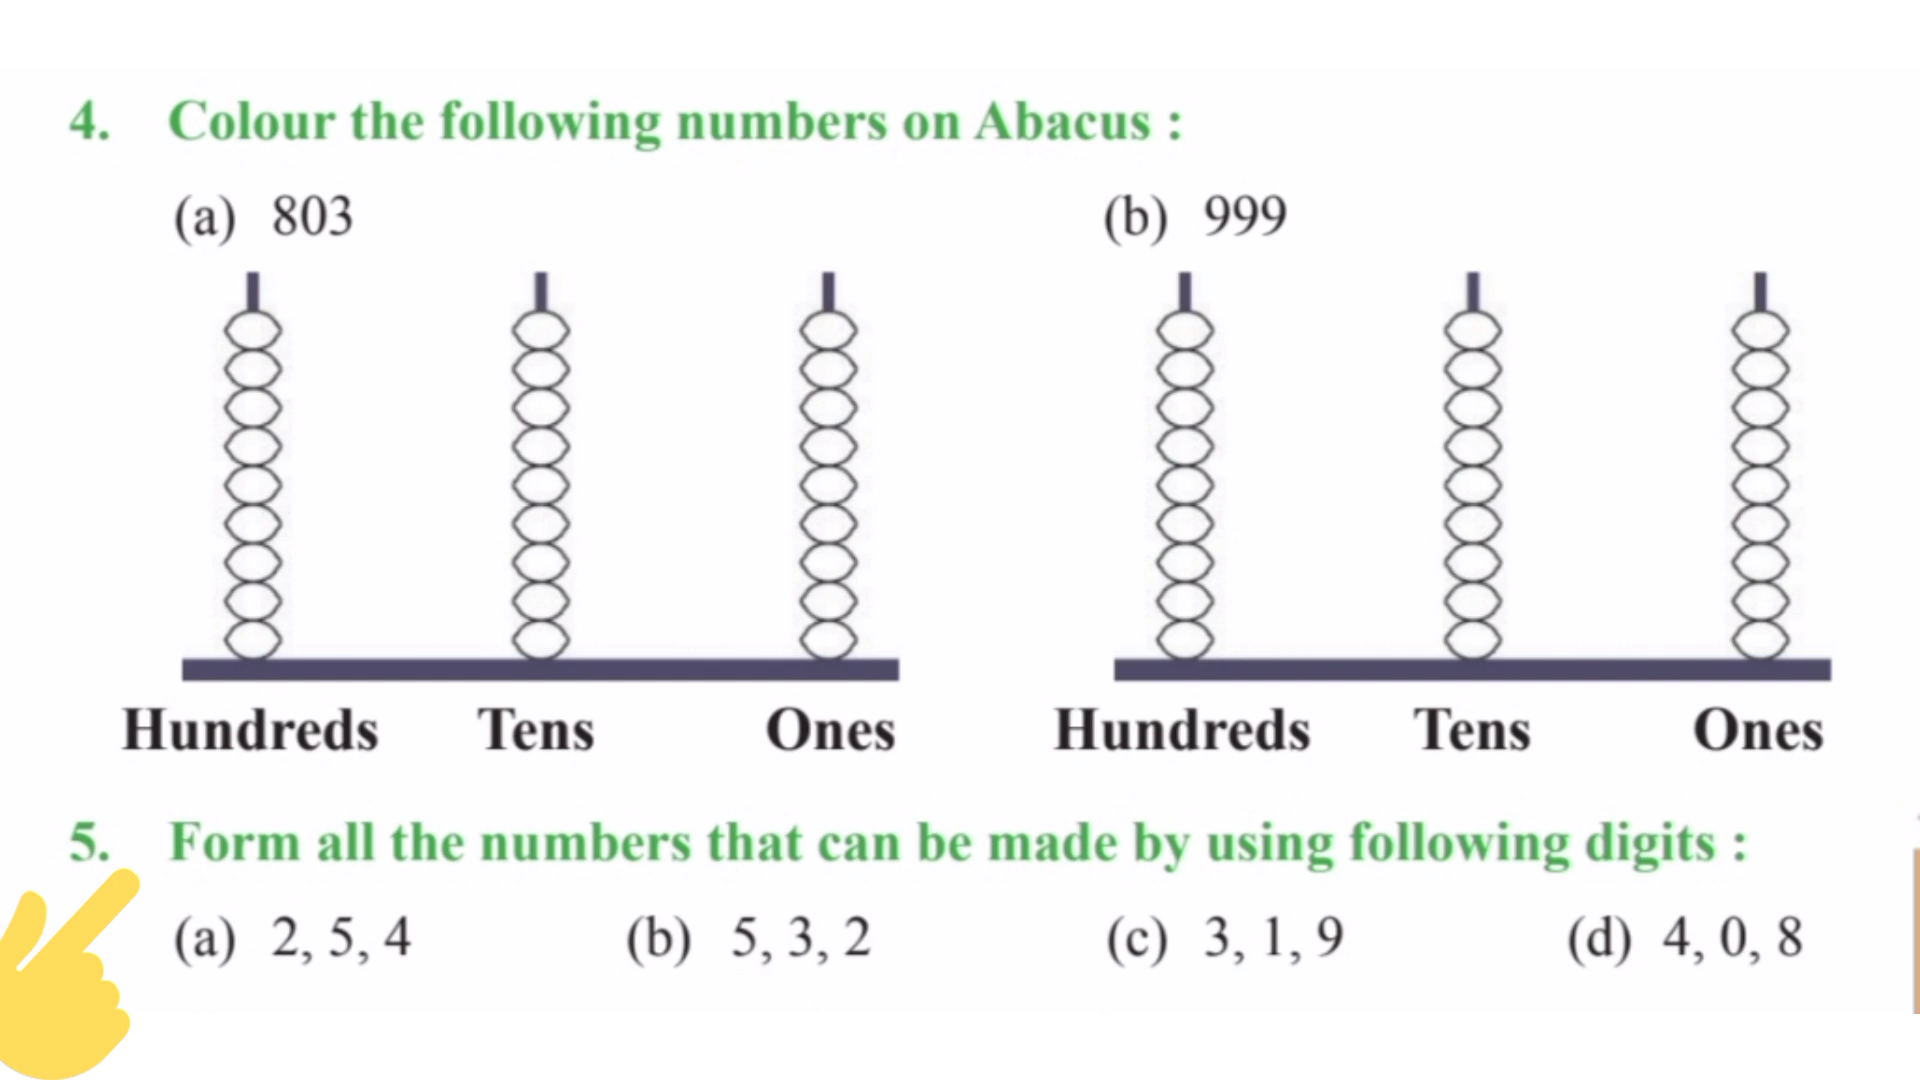 4. Colour the following numbers on Abacus :
(a) 803 (b) 999
Hundreds Tens Ones Hundreds Tens Ones
5. Form all the numbers that can be made by using following digits :
(a) 2, 5, 4 (b) 5, 3, 2 (c) 3, 1, 9 (d) 4, 0, 8